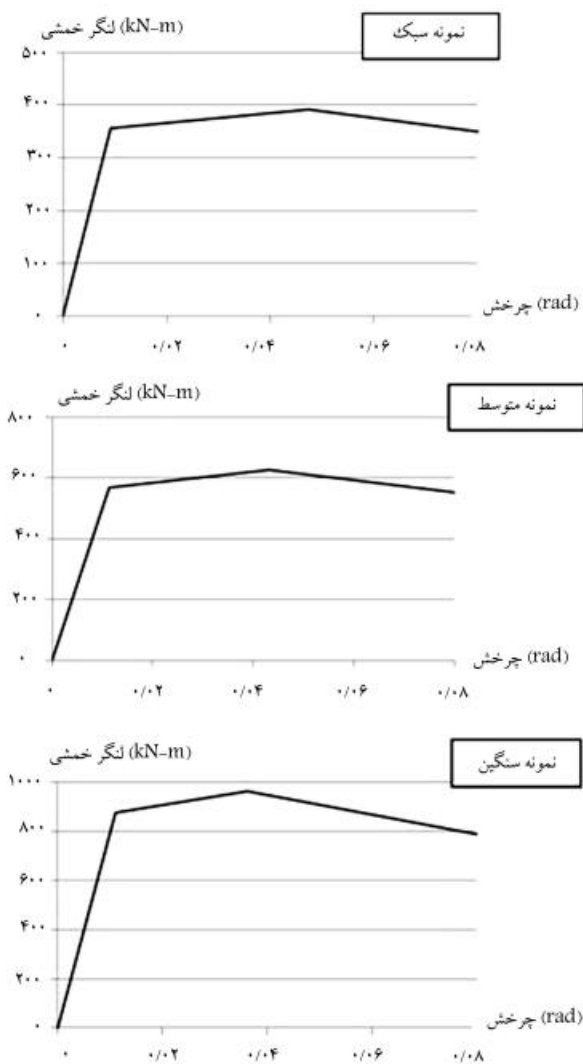 لنگر خمشی (kN-m)
نمونه سبک
۵۰۰
۴۰۰
۳۰۰
۲۰۰
۱۰۰
۰
چرخش (rad)
۰ ۰/۰۲ ۰/۰۴ ۰/۰۶ ۰/۰۸
لنگر خمشی (kN-m)
نمونه متوسط
۸۰۰
۶۰۰
۴۰۰
۲۰۰
۰
چرخش (rad)
۰ ۰/۰۲ ۰/۰۴ ۰/۰۶ ۰/۰۸
لنگر خمشی (kN-m)
نمونه سنگین
۱۰۰۰
۸۰۰
۶۰۰
۴۰۰
۲۰۰
۰
چرخش (rad)
۰ ۰/۰۲ ۰/۰۴ ۰/۰۶ ۰/۰۸